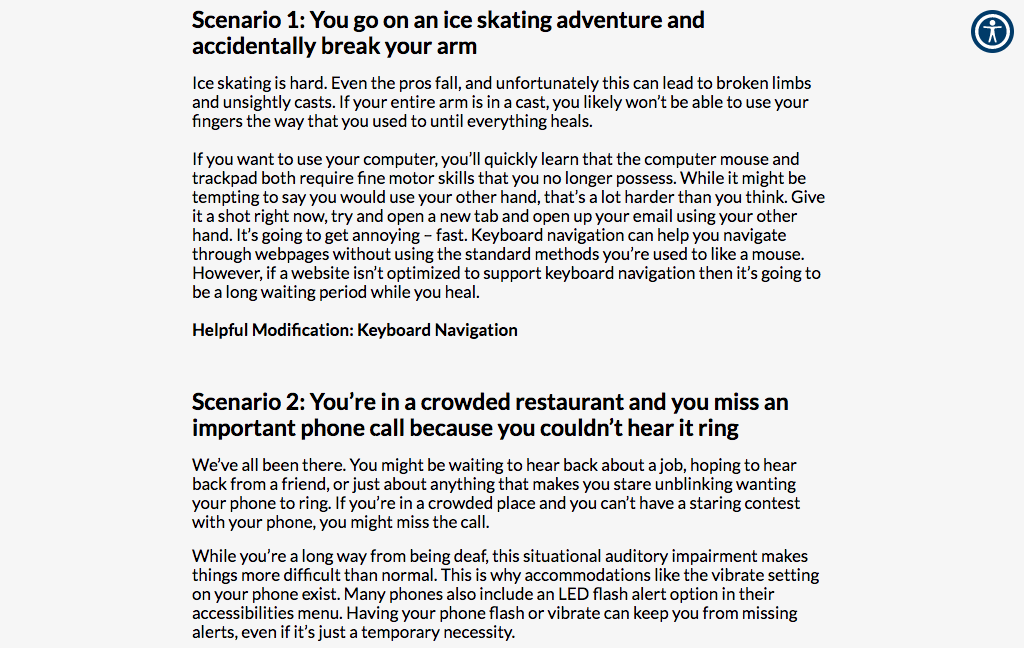 Scenario 1: You go on an ice skating adventure and
accidentally break your arm
Ice skating is hard. Even the pros fall, and unfortunately this can lead to broken limbs
and unsightly casts. If your entire arm is in a cast, you likely won’t be able to use your
fingers the way that you used to until everything heals.
If you want to use your computer, you’ll quickly learn that the computer mouse and
trackpad both require fine motor skills that you no longer possess. While it might be
tempting to say you would use your other hand, that’s a lot harder than you think. Give
it a shot right now, try and open a new tab and open up your email using your other
hand. It’s going to get annoying – fast. Keyboard navigation can help you navigate
through webpages without using the standard methods you’re used to like a mouse.
However, if a website isn’t optimized to support keyboard navigation then it’s going to
be a long waiting period while you heal.
Helpful Modification: Keyboard Navigation
Scenario 2: You’re in a crowded restaurant and you miss an
important phone call because you couldn’t hear it ring
We’ve all been there. You might be waiting to hear back about a job, hoping to hear
back from a friend, or just about anything that makes you stare unblinking wanting
your phone to ring. If you’re in a crowded place and you can’t have a staring contest
with your phone, you might miss the call.
While you’re a long way from being deaf, this situational auditory impairment makes
things more difficult than normal. This is why accommodations like the vibrate setting
on your phone exist. Many phones also include an LED flash alert option in their
accessibilities menu. Having your phone flash or vibrate can keep you from missing
alerts, even if it’s just a temporary necessity.